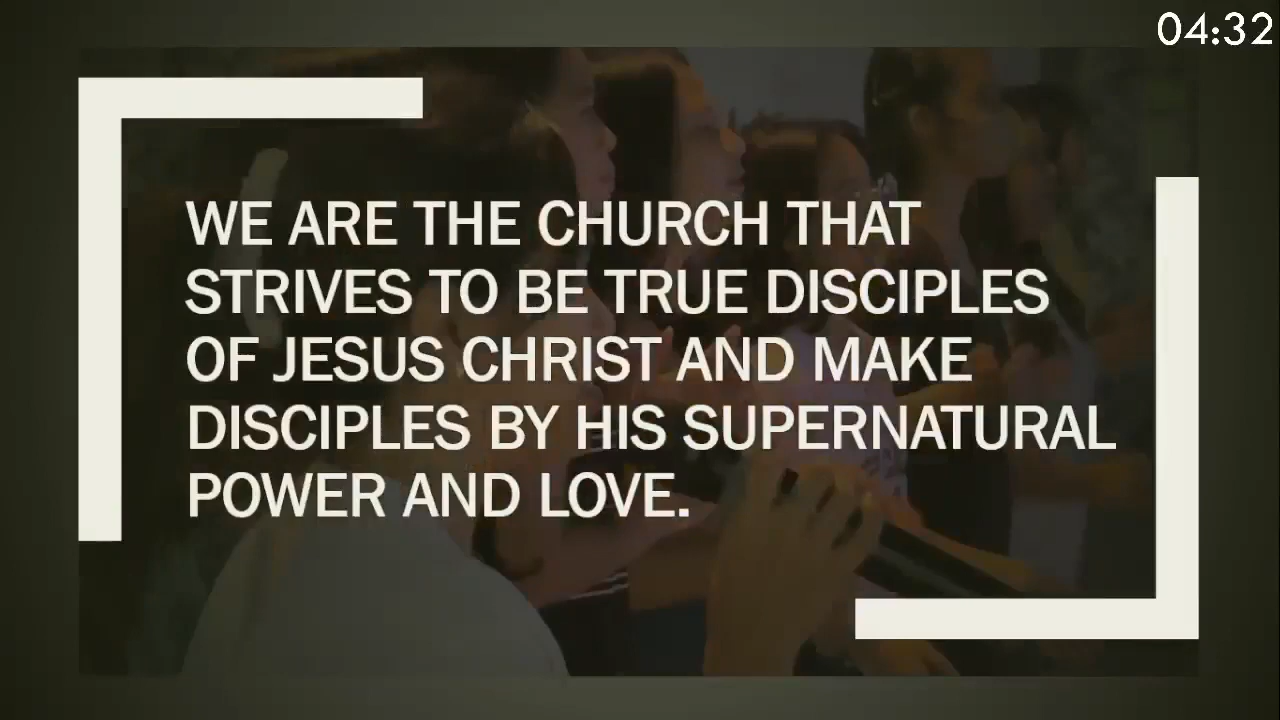 04:32
WE ARE THE CHURCH THAT
STRIVES TO BE TRUE DISCIPLES
OF JESUS CHRIST AND MAKE
DISCIPLES BY HIS SUPERNATURAL
POWER AND LOVE.